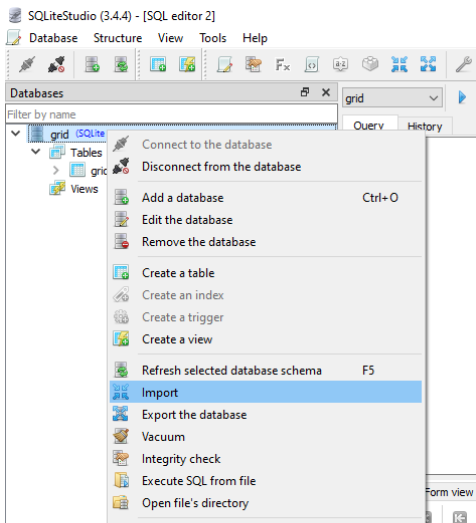 SQLiteStudio (3.4.4) - [SQL editor 2]
Database Structure View Tools Help
Databases
grid
Filter by name
Query History
grid (SQLite
Tables
grid
Views
Connect to the database
Disconnect from the database
Add a database Ctrl+O
Edit the database
Remove the database
Create a table
Create an index
Create a trigger
Create a view
Refresh selected database schema F5
Import
Export the database
Vacuum
Integrity check
Execute SQL from file
Open file's directory
Form view